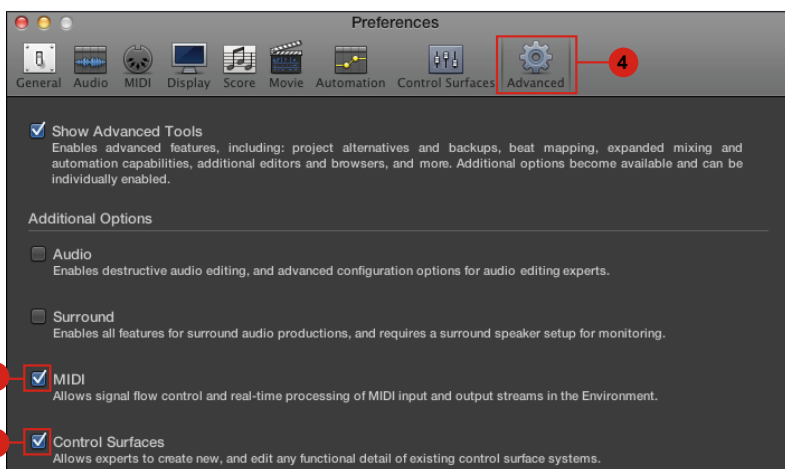 Preferences
General Audio MIDI Display Score Movie Automation Control Surfaces Advanced
4
Show Advanced Tools
Enables advanced features, including: project alternatives and backups, beat mapping, expanded mixing and
automation capabilities, additional editors and browsers, and more. Additional options become available and can be
individually enabled.
Additional Options
Audio
Enables destructive audio editing, and advanced configuration options for audio editing experts.
Surround
Enables all features for surround audio productions, and requires a surround speaker setup for monitoring.
MIDI
Allows signal flow control and real-time processing of MIDI input and output streams in the Environment.
Control Surfaces
Allows experts to create new, and edit any functional detail of existing control surface systems.